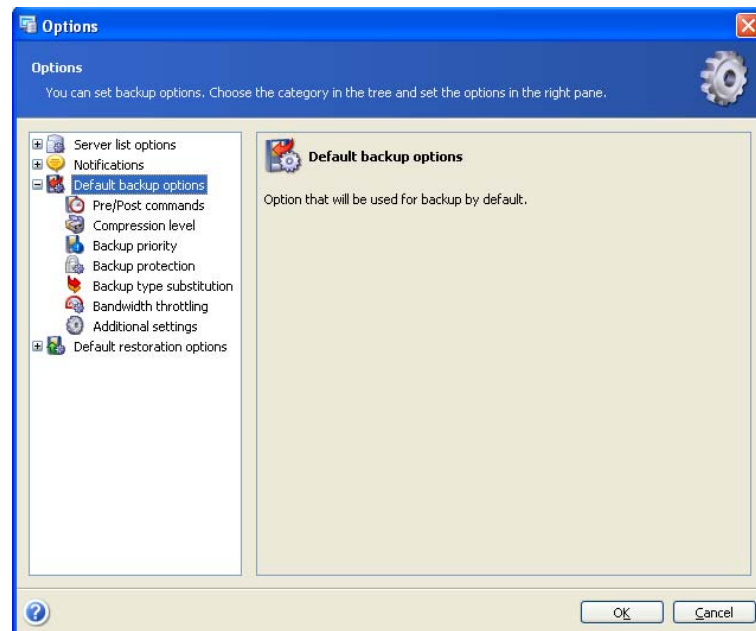 Options
Options
You can set backup options. Choose the category in the tree and set the options in the right pane.
Server list options
Notifications
Default backup options
Pre/Post commands
Compression level
Backup priority
Backup protection
Backup type substitution
Bandwidth throttling
Additional settings
Default restoration options
Default backup options
Option that will be used for backup by default.
OK
Cancel